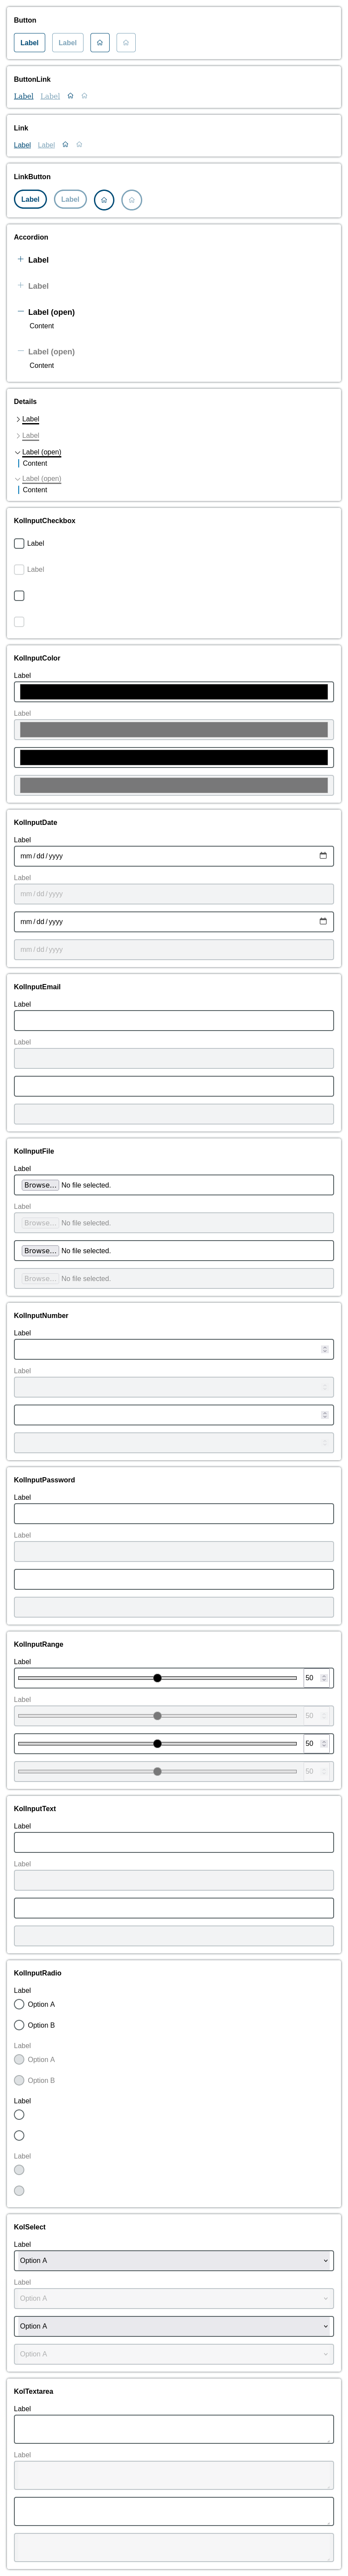 Button
Label Label
ButtonLink
Label Label
Link
Label Label
LinkButton
Label Label
Accordion
Label
Label
Label (open)
Content
Label (open)
Content
Details
Label
Label
Label (open)
Content
Label (open)
Content
KolInputCheckbox
Label
Label
KolInputColor
Label
Label
KolInputDate
Label
mm / dd / yyyy
Label
mm / dd / yyyy
mm / dd / yyyy
mm / dd / yyyy
KolInputEmail
Label
Label
KolInputFile
Label
Browse... No file selected.
Label
Browse... No file selected.
Browse... No file selected.
Browse... No file selected.
KolInputNumber
Label
Label
KolInputPassword
Label
Label
KolInputRange
Label
50
Label
50
50
50
KolInputText
Label
Label
KolInputRadio
Label
Option A
Option B
Label
Option A
Option B
Label
Label
KolSelect
Label
Option A
Label
Option A
Option A
Option A
KolTextarea
Label
Label